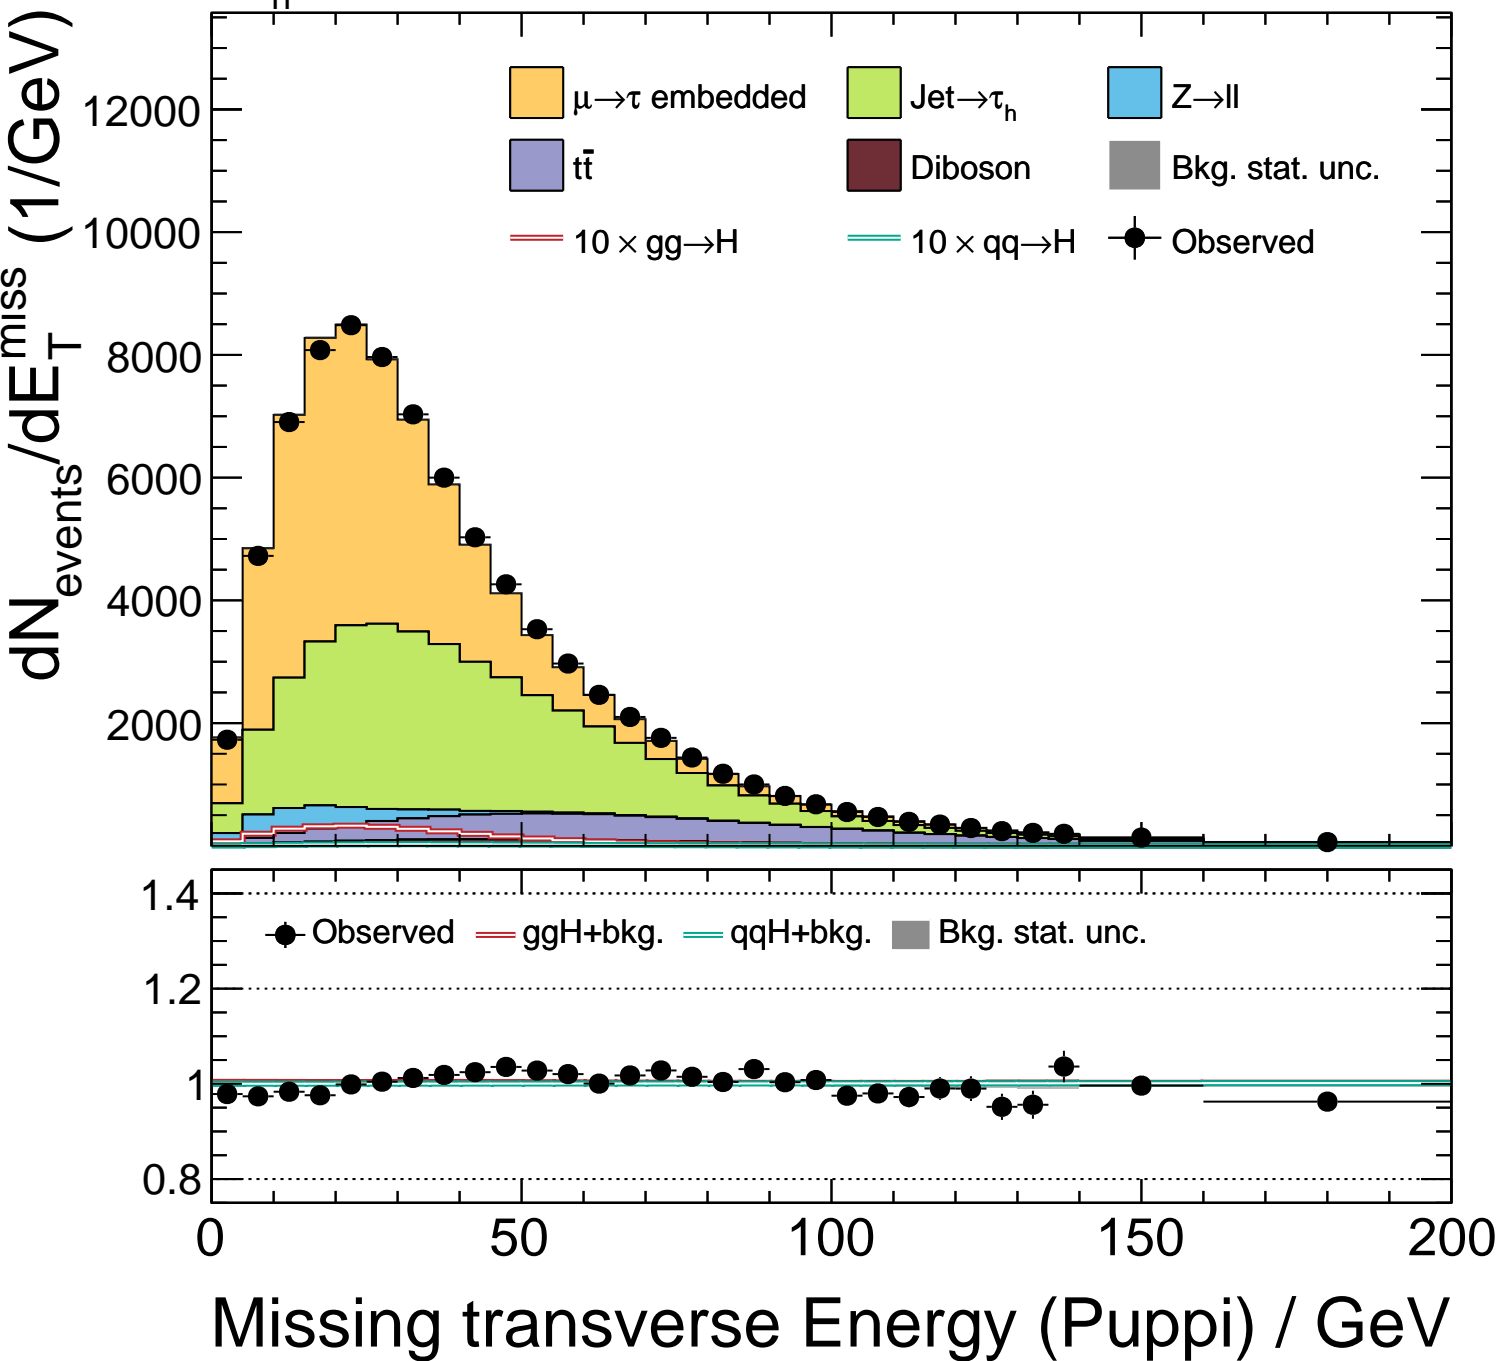 dN_events/dE_T^miss (1/GeV)
12000
10000
8000
6000
4000
2000
μ→τ embedded
Jet→τ_h
Z→ll
tt̄
Diboson
Bkg. stat. unc.
10 × gg→H
10 × qq→H
Observed
1.4
1.2
1
0.8
Observed
ggH+bkg.
qqH+bkg.
Bkg. stat. unc.
0 50 100 150 200
Missing transverse Energy (Puppi) / GeV